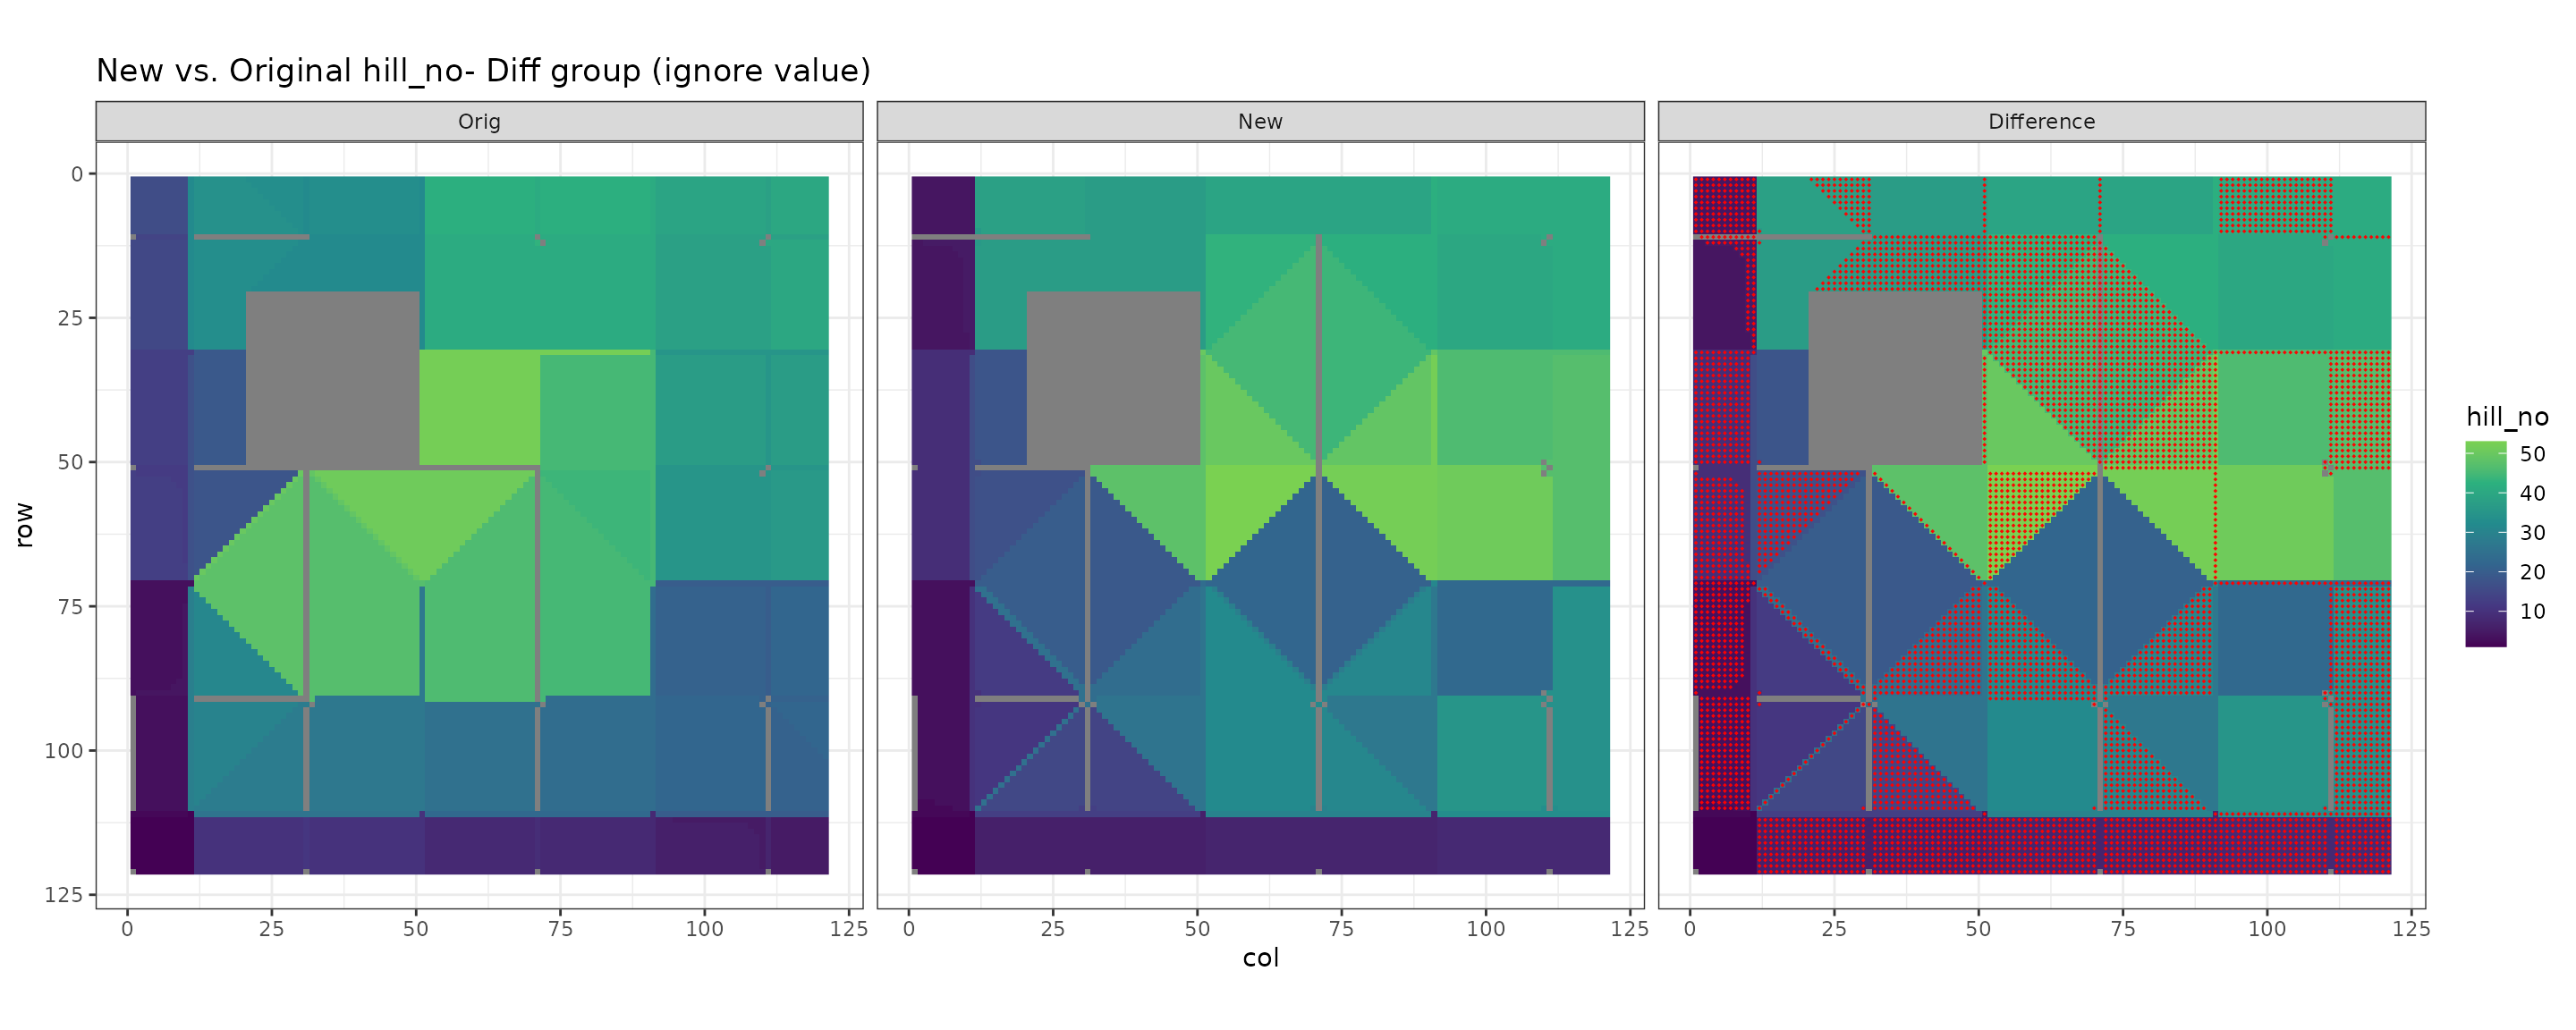 New vs. Original hill_no- Diff group (ignore value)
Orig New Difference
0
25
50
75
100
125
row
0 25 50 75 100 125 0 25 50 75 100 125 0 25 50 75 100 125
col
hill_no
50
40
30
20
10